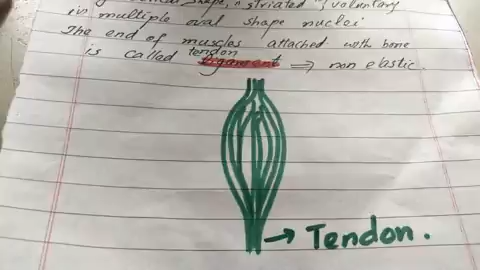 shape, n striated, voluntary
in multiple oval shape nuclei.
The end of muscles attached with bone
is called tendon ligament ⇒ non elastic.
→ Tendon.